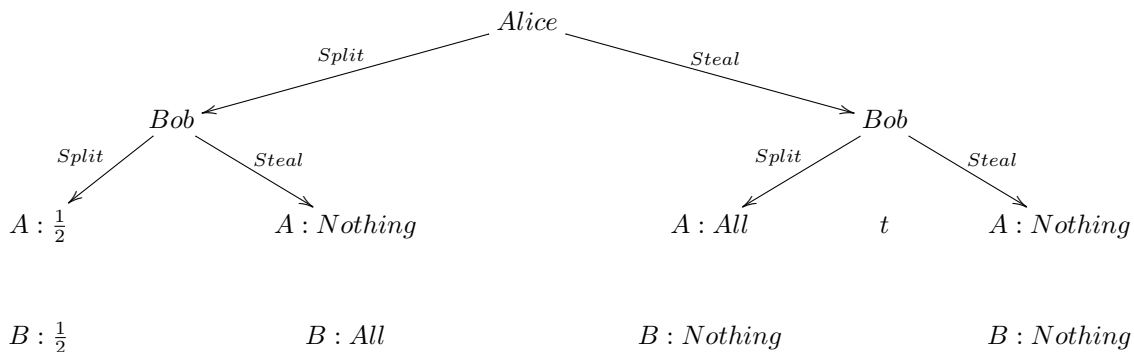 Alice
Split Steal
Bob Bob
Split Steal Split Steal
A : 1/2 A : Nothing A : All t A : Nothing
B : 1/2 B : All B : Nothing B : Nothing